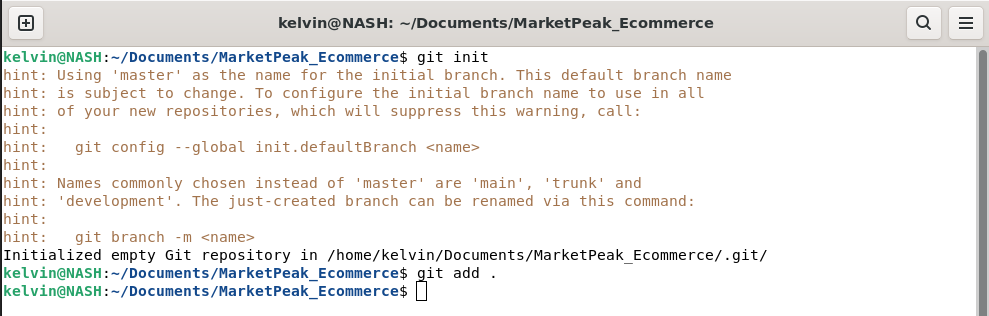 kelvin@NASH: ~/Documents/MarketPeak_Ecommerce
kelvin@NASH:~/Documents/MarketPeak_Ecommerce$ git init
hint: Using 'master' as the name for the initial branch. This default branch name
hint: is subject to change. To configure the initial branch name to use in all
hint: of your new repositories, which will suppress this warning, call:
hint:
hint:   git config --global init.defaultBranch <name>
hint:
hint: Names commonly chosen instead of 'master' are 'main', 'trunk' and
hint: 'development'. The just-created branch can be renamed via this command:
hint:
hint:   git branch -m <name>
Initialized empty Git repository in /home/kelvin/Documents/MarketPeak_Ecommerce/.git/
kelvin@NASH:~/Documents/MarketPeak_Ecommerce$ git add .
kelvin@NASH:~/Documents/MarketPeak_Ecommerce$